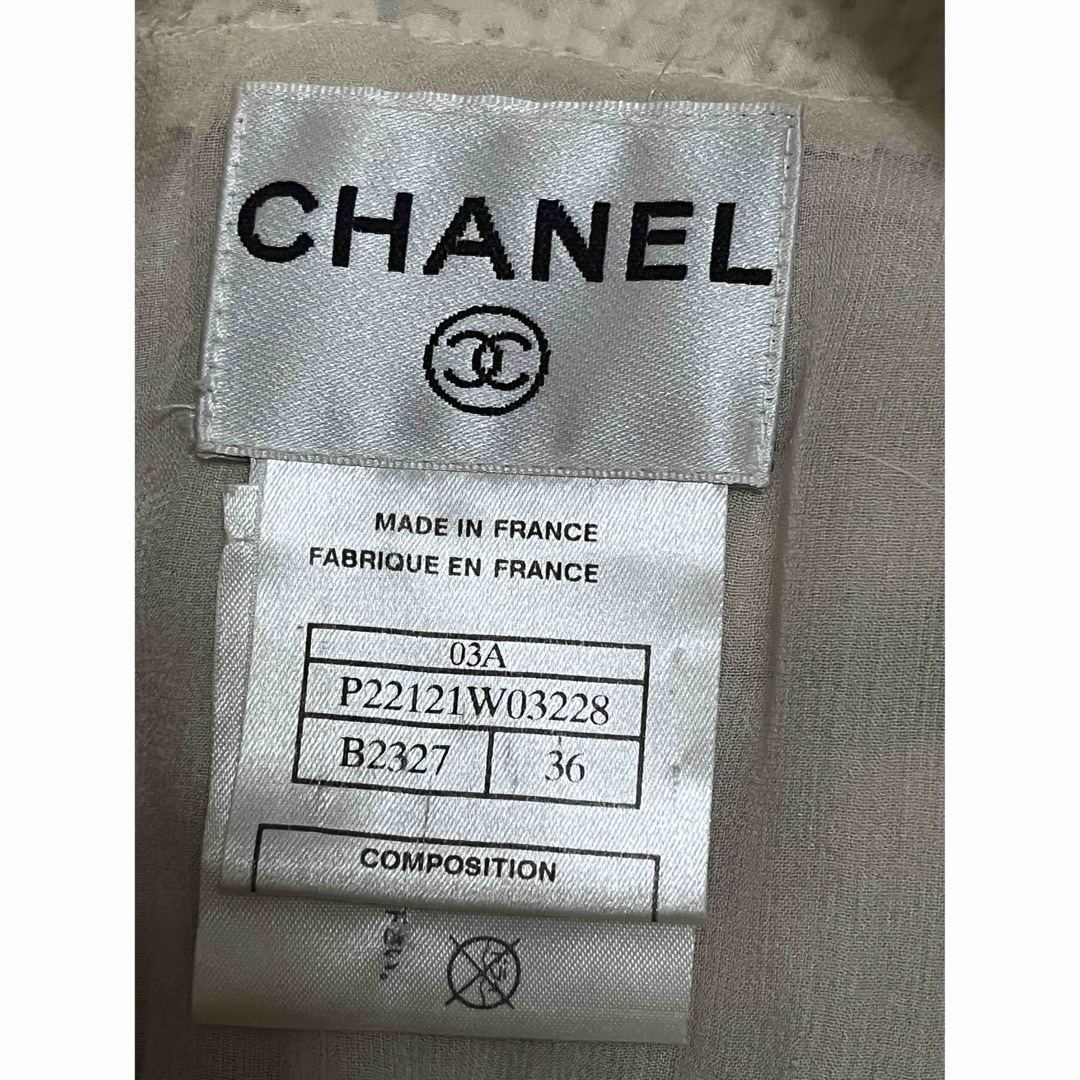 CHANEL
MADE IN FRANCE
FABRIQUE EN FRANCE
03A
P22121W03228
B2327 36
COMPOSITION